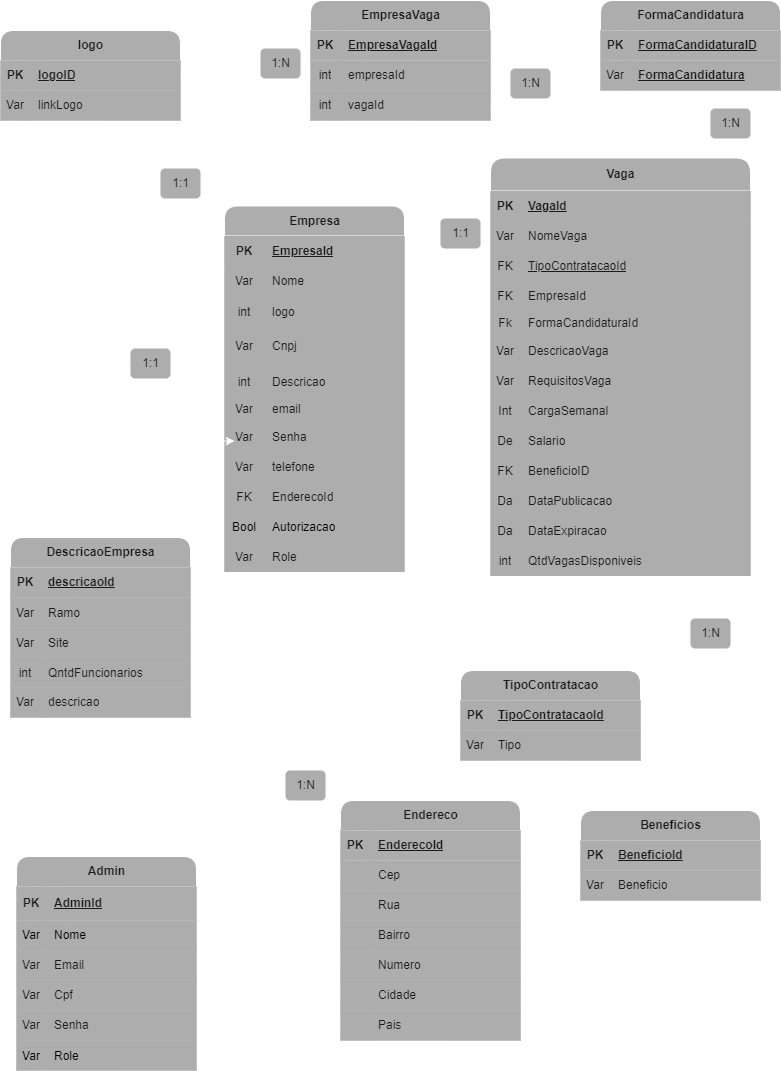 logo
PK logoID
Var linkLogo
1:N
EmpresaVaga
PK EmpresaVagaId
int empresaId
int vagaId
1:N
FormaCandidatura
PK FormaCandidaturaID
Var FormaCandidatura
1:N
1:1
Empresa
PK EmpresaId
Var Nome
int logo
Var Cnpj
int Descricao
Var email
Var Senha
Var telefone
FK EnderecoId
Bool Autorizacao
Var Role
1:1
Vaga
PK VagaId
Var NomeVaga
FK TipoContratacaoId
FK EmpresaId
Fk FormaCandidaturaId
Var DescricaoVaga
Var RequisitosVaga
Int CargaSemanal
De Salario
FK BeneficioID
Da DataPublicacao
Da DataExpiracao
int QtdVagasDisponiveis
1:1
DescricaoEmpresa
PK descricaoId
Var Ramo
Var Site
int QntdFuncionarios
Var descricao
1:N
TipoContratacao
PK TipoContratacaoId
Var Tipo
1:N
Endereco
PK EnderecoId
Cep
Rua
Bairro
Numero
Cidade
Pais
Beneficios
PK BeneficioId
Var Beneficio
Admin
PK AdminId
Var Nome
Var Email
Var Cpf
Var Senha
Var Role